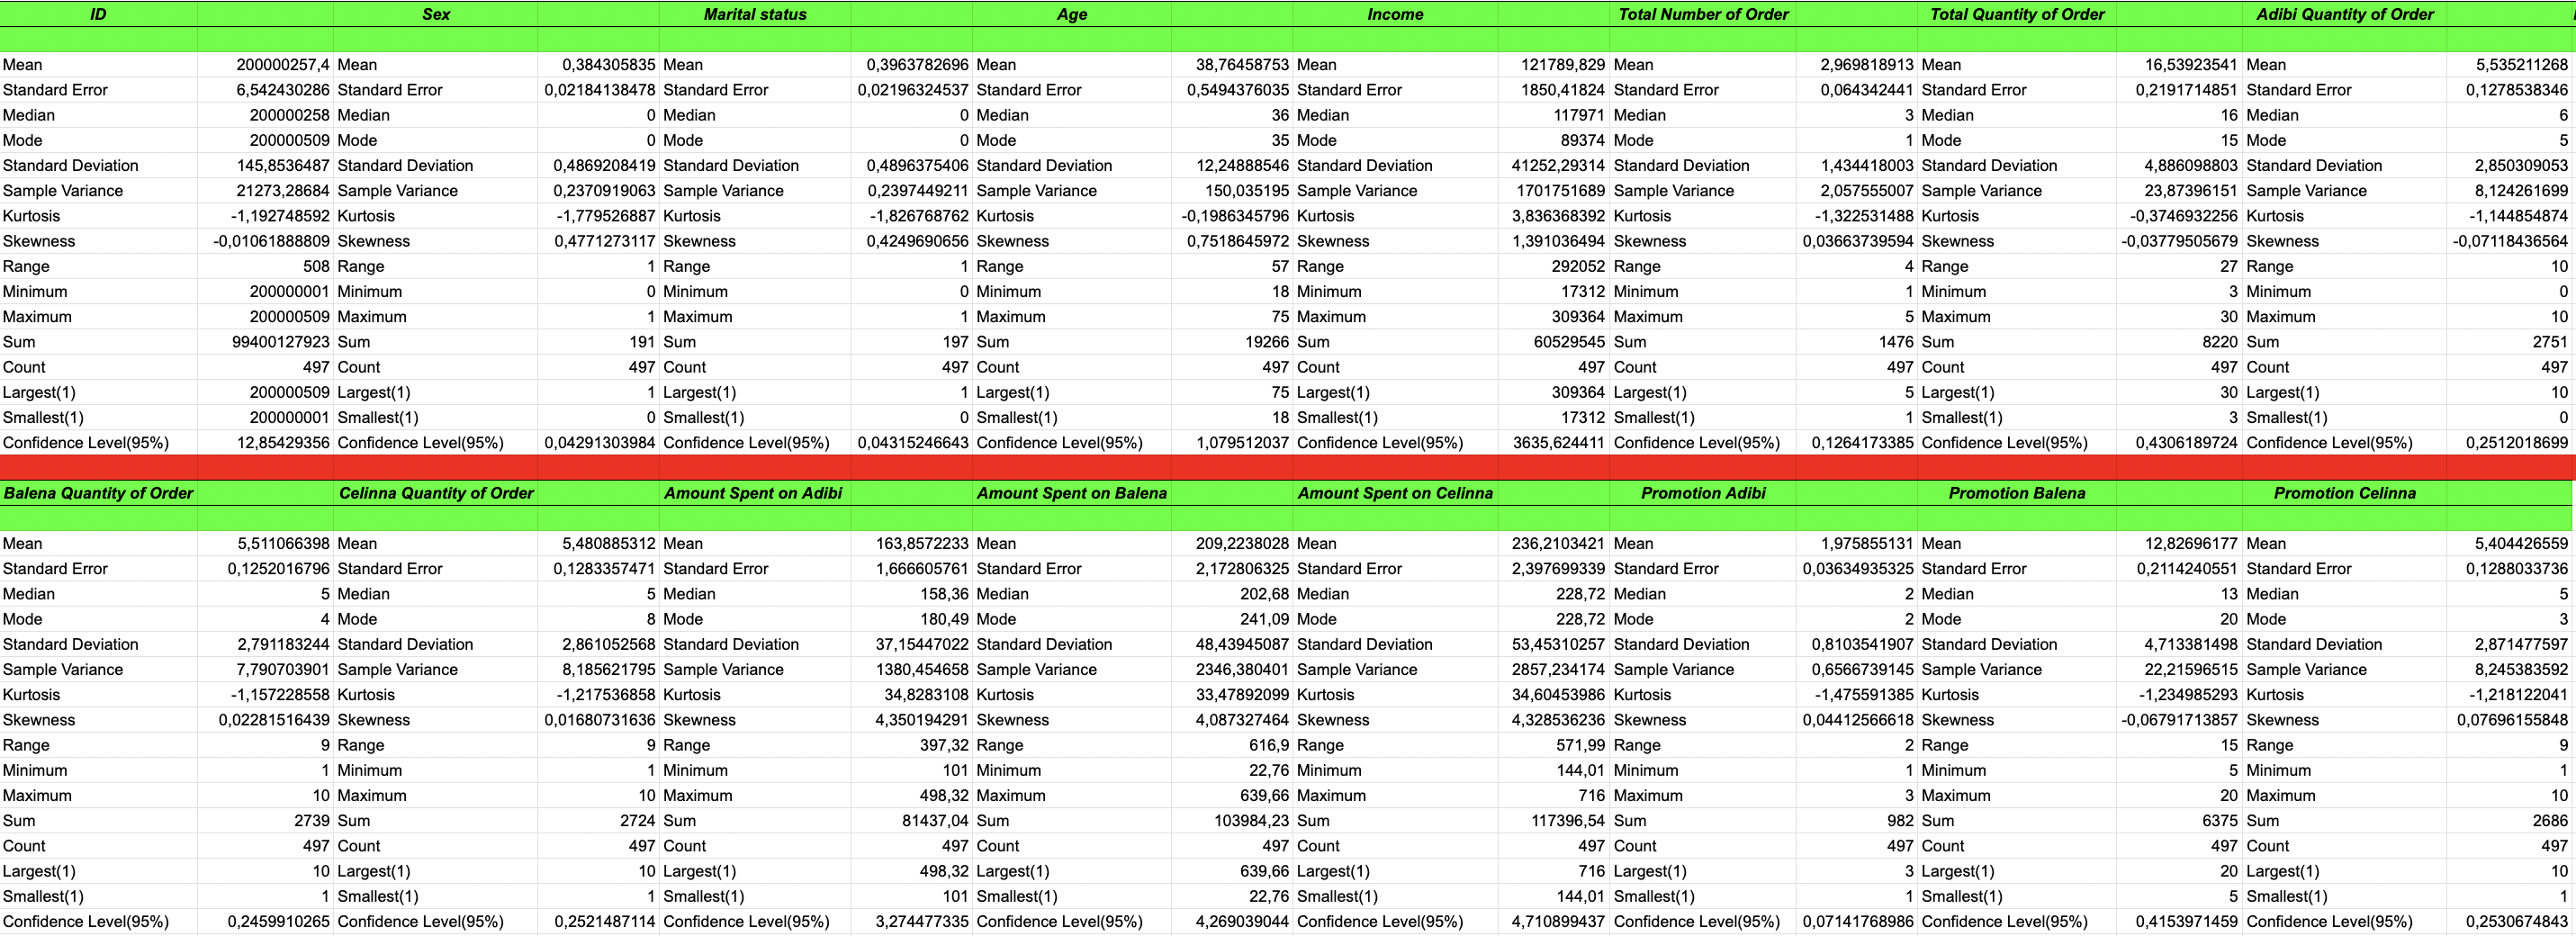 ID Sex Marital status Age Income Total Number of Order Total Quantity of Order Adibi Quantity of Order
Mean 200000257,4 Mean 0,384305835 Mean 0,3963782696 Mean 38,76458753 Mean 121789,829 Mean 2,969818913 Mean 16,53923541 Mean 5,535211268
Standard Error 6,542430286 Standard Error 0,02184138478 Standard Error 0,02196324537 Standard Error 0,5494376035 Standard Error 1850,41824 Standard Error 0,064342441 Standard Error 0,2191714851 Standard Error 0,1278538346
Median 200000258 Median 0 Median 0 Median 36 Median 117971 Median 3 Median 16 Median 6
Mode 200000509 Mode 0 Mode 0 Mode 35 Mode 89374 Mode 1 Mode 15 Mode 5
Standard Deviation 145,8536487 Standard Deviation 0,4869208419 Standard Deviation 0,4896375406 Standard Deviation 12,24888546 Standard Deviation 41252,29314 Standard Deviation 1,434418003 Standard Deviation 4,886098803 Standard Deviation 2,850309053
Sample Variance 21273,28684 Sample Variance 0,2370919063 Sample Variance 0,2397449211 Sample Variance 150,035195 Sample Variance 1701751689 Sample Variance 2,057555007 Sample Variance 23,87396151 Sample Variance 8,124261699
Kurtosis -1,192748592 Kurtosis -1,779526887 Kurtosis -1,826768762 Kurtosis -0,1986345796 Kurtosis 3,836368392 Kurtosis -1,322531488 Kurtosis -0,3746932256 Kurtosis -1,144854874
Skewness -0,01061888809 Skewness 0,4771273117 Skewness 0,4249690656 Skewness 0,7518645972 Skewness 1,391036494 Skewness 0,03663739594 Skewness -0,03779505679 Skewness -0,07118436564
Range 508 Range 1 Range 1 Range 57 Range 292052 Range 4 Range 27 Range 10
Minimum 200000001 Minimum 0 Minimum 0 Minimum 18 Minimum 17312 Minimum 1 Minimum 3 Minimum 0
Maximum 200000509 Maximum 1 Maximum 1 Maximum 75 Maximum 309364 Maximum 5 Maximum 30 Maximum 10
Sum 99400127923 Sum 191 Sum 197 Sum 19266 Sum 60529545 Sum 1476 Sum 8220 Sum 2751
Count 497 Count 497 Count 497 Count 497 Count 497 Count 497 Count 497 Count 497
Largest(1) 200000509 Largest(1) 1 Largest(1) 1 Largest(1) 75 Largest(1) 309364 Largest(1) 5 Largest(1) 30 Largest(1) 10
Smallest(1) 200000001 Smallest(1) 0 Smallest(1) 0 Smallest(1) 18 Smallest(1) 17312 Smallest(1) 1 Smallest(1) 3 Smallest(1) 0
Confidence Level(95%) 12,85429356 Confidence Level(95%) 0,04291303984 Confidence Level(95%) 0,04315246643 Confidence Level(95%) 1,079512037 Confidence Level(95%) 3635,624411 Confidence Level(95%) 0,1264173385 Confidence Level(95%) 0,4306189724 Confidence Level(95%) 0,2512018699
Balena Quantity of Order Celinna Quantity of Order Amount Spent on Adibi Amount Spent on Balena Amount Spent on Celinna Promotion Adibi Promotion Balena Promotion Celinna
Mean 5,511066398 Mean 5,480885312 Mean 163,8572233 Mean 209,2238028 Mean 236,2103421 Mean 1,975855131 Mean 12,82696177 Mean 5,404426559
Standard Error 0,1252016796 Standard Error 0,1283357471 Standard Error 1,666605761 Standard Error 2,172806325 Standard Error 2,397699339 Standard Error 0,03634935325 Standard Error 0,2114240551 Standard Error 0,1288033736
Median 5 Median 5 Median 158,36 Median 202,68 Median 228,72 Median 2 Median 13 Median 5
Mode 4 Mode 8 Mode 180,49 Mode 241,09 Mode 228,72 Mode 2 Mode 20 Mode 3
Standard Deviation 2,791183244 Standard Deviation 2,861052568 Standard Deviation 37,15447022 Standard Deviation 48,43945087 Standard Deviation 53,45310257 Standard Deviation 0,8103541907 Standard Deviation 4,713381498 Standard Deviation 2,871477597
Sample Variance 7,790703901 Sample Variance 8,185621795 Sample Variance 1380,454658 Sample Variance 2346,380401 Sample Variance 2857,234174 Sample Variance 0,6566739145 Sample Variance 22,21596515 Sample Variance 8,245383592
Kurtosis -1,157228558 Kurtosis -1,217536858 Kurtosis 34,8283108 Kurtosis 33,47892099 Kurtosis 34,60453986 Kurtosis -1,475591385 Kurtosis -1,234985293 Kurtosis -1,218122041
Skewness 0,02281516439 Skewness 0,01680731636 Skewness 4,350194291 Skewness 4,087327464 Skewness 4,328536236 Skewness 0,04412566618 Skewness -0,06791713857 Skewness 0,07696155848
Range 9 Range 9 Range 397,32 Range 616,9 Range 571,99 Range 2 Range 15 Range 9
Minimum 1 Minimum 1 Minimum 101 Minimum 22,76 Minimum 144,01 Minimum 1 Minimum 5 Minimum 1
Maximum 10 Maximum 10 Maximum 498,32 Maximum 639,66 Maximum 716 Maximum 3 Maximum 20 Maximum 10
Sum 2739 Sum 2724 Sum 81437,04 Sum 103984,23 Sum 117396,54 Sum 982 Sum 6375 Sum 2686
Count 497 Count 497 Count 497 Count 497 Count 497 Count 497 Count 497 Count 497
Largest(1) 10 Largest(1) 10 Largest(1) 498,32 Largest(1) 639,66 Largest(1) 716 Largest(1) 3 Largest(1) 20 Largest(1) 10
Smallest(1) 1 Smallest(1) 1 Smallest(1) 101 Smallest(1) 22,76 Smallest(1) 144,01 Smallest(1) 1 Smallest(1) 5 Smallest(1) 1
Confidence Level(95%) 0,2459910265 Confidence Level(95%) 0,2521487114 Confidence Level(95%) 3,274477335 Confidence Level(95%) 4,269039044 Confidence Level(95%) 4,710899437 Confidence Level(95%) 0,07141768986 Confidence Level(95%) 0,4153971459 Confidence Level(95%) 0,2530674843